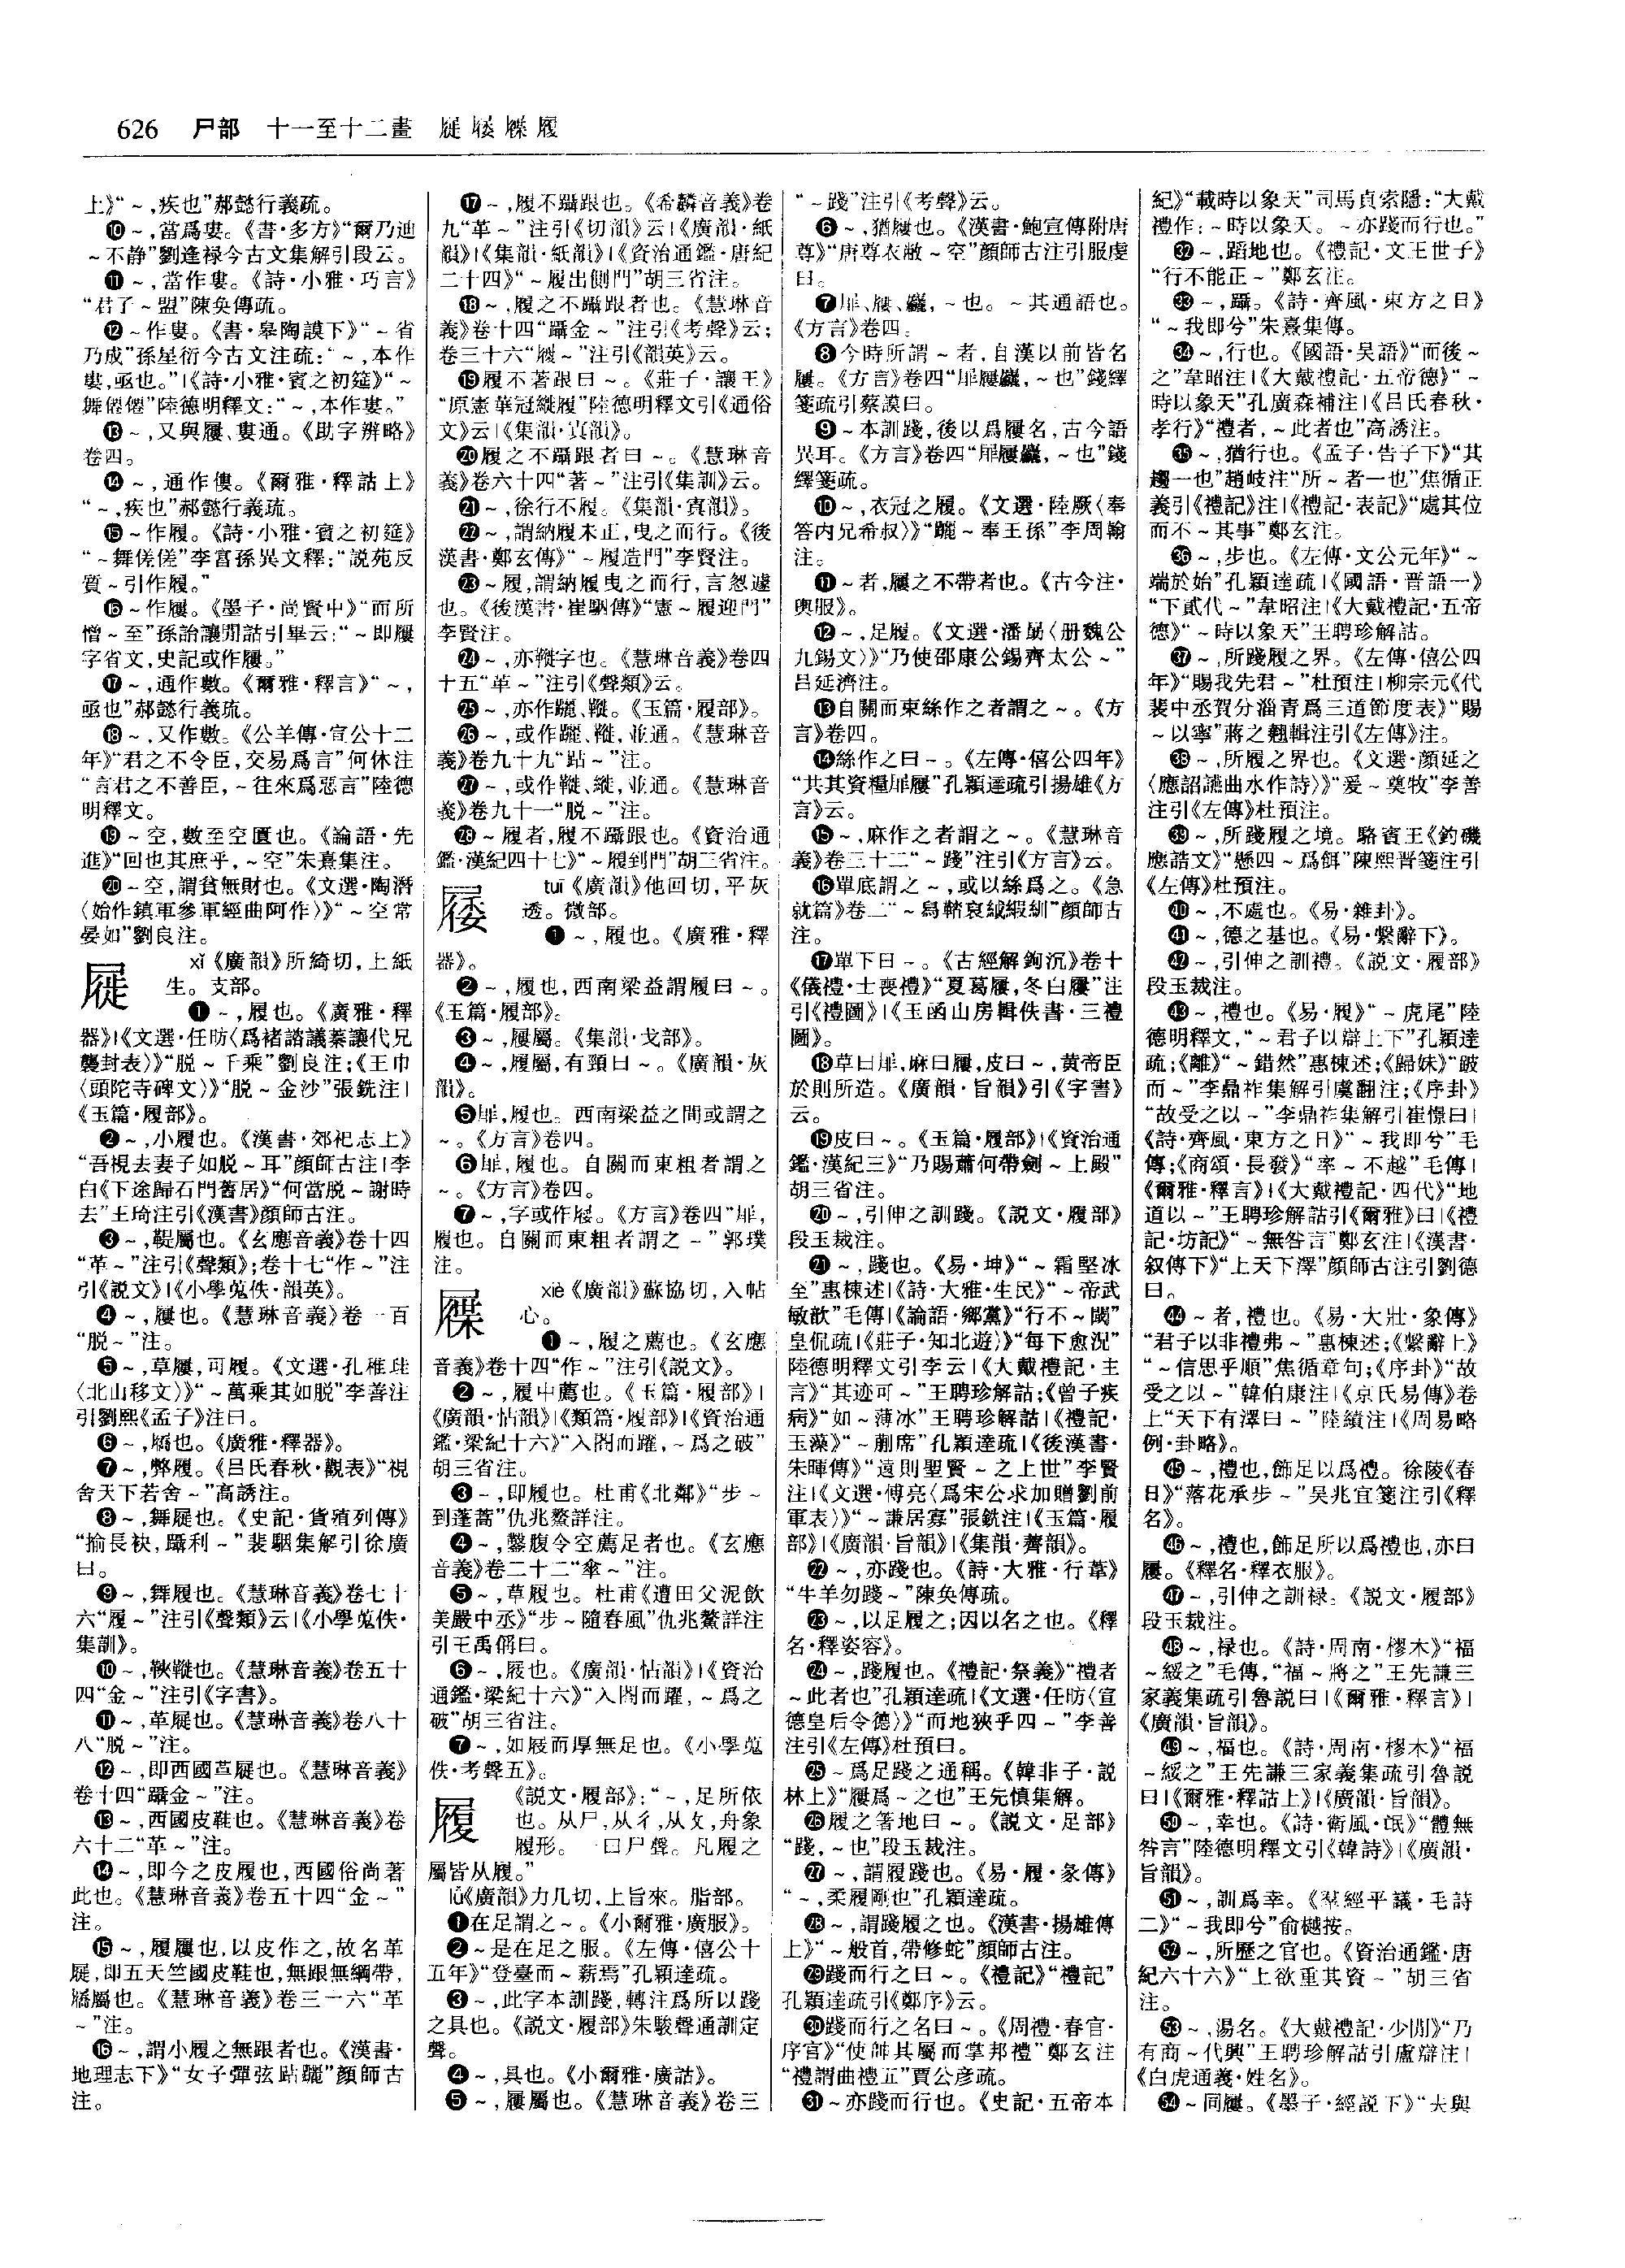 626 尸部 十一至十二畫 屣 屧 履
上》“~,疾也”郝懿行義疏。
⑩~,當爲婁。《書·多方》“爾乃迪
~不静”劉逢禄今古文集解引段云。
⑪~,當作婁。《詩·小雅·巧言》
“君子~盟”陳奂傳疏。
⑫~作婁。《書·皋陶謨下》“~省
乃成”孫星衍今古文注疏:“~,本作
婁,亟也。”|《詩·小雅·賓之初筵》“~
舞僊僊”陸德明釋文:“~,本作婁。”
⑬~,又與屨、婁通。《助字辨略》
卷四。
⑭~,通作僂。《爾雅·釋詁上》
“~,疾也”郝懿行義疏。
⑮~作履。《詩·小雅·賓之初筵》
“~舞傞傞”李富孫異文釋:“説苑反
質~引作履。”
⑯~作屨。《墨子·尚賢中》“而所
憎~至”孫詒讓閒詁引畢云:“~即屨
字省文,史記或作屨。”
⑰~,通作數。《爾雅·釋言》“~,
亟也”郝懿行義疏。
⑱~,又作數。《公羊傳·宣公十二
年》“君之不令臣,交易爲言”何休注
“言君之不善臣,~往來爲惡言”陸德
明釋文。
⑲~空,數至空匱也。《論語·先
進》“回也其庶乎,~空”朱熹集注。
⑳~空,謂貧無財也。《文選·陶潛
〈始作鎮軍參軍經曲阿作〉》“~空常
晏如”劉良注。
屣 xǐ《廣韻》所綺切,上紙
生。支部。
❶~,履也。《廣雅·釋
器》|《文選·任昉〈爲褚諮議蓁讓代兄
襲封表〉》“脱~千乘”劉良注;《王巾
〈頭陀寺碑文〉》“脱~金沙”張銑注|
《玉篇·履部》。
❷~,小履也。《漢書·郊祀志上》
“吾視去妻子如脱~耳”顔師古注|李
白《下途歸石門舊居》“何當脱~謝時
去”王琦注引《漢書》顔師古注。
❸~,鞮屬也。《玄應音義》卷十四
“革~”注引《聲類》;卷十七“作~”注
引《説文》|《小學蒐佚·韻英》。
❹~,屨也。《慧琳音義》卷一百
“脱~”注。
❺~,草屨,可履。《文選·孔稚珪
〈北山移文〉》“~萬乘其如脱”李善注
引劉熙《孟子》注曰。
❻~,屩也。《廣雅·釋器》。
❼~,弊履。《吕氏春秋·觀表》“視
舍天下若舍~”高誘注。
❽~,舞屣也。《史記·貨殖列傳》
“揄長袂,躡利~”裴駰集解引徐廣
曰。
❾~,舞履也。《慧琳音義》卷七十
六“履~”注引《聲類》云|《小學蒐佚·
集訓》。
⑩~,鞅鞭也。《慧琳音義》卷五十
四“金~”注引《字書》。
⑪~,革屣也。《慧琳音義》卷八十
八“脱~”注。
⑫~,即西國革屣也。《慧琳音義》
卷十四“躡金~”注。
⑬~,西國皮鞋也。《慧琳音義》卷
六十二“革~”注。
⑭~,即今之皮履也,西國俗尚著
此也。《慧琳音義》卷五十四“金~”
注。
⑮~,履屬也,以皮作之,故名革
屣,即五天竺國皮鞋也,無跟無綱帶,
屩屬也。《慧琳音義》卷三一六“革
~”注。
⑯~,謂小履之無跟者也。《漢書·
地理志下》“女子彈弦跕躧”顔師古
注。
⑰~,履不躡跟也。《希麟音義》卷
九“革~”注引《切韻》云|《廣韻·紙
韻》|《集韻·紙韻》|《資治通鑑·唐紀
二十四》“~履出側門”胡三省注。
⑱~,履之不躡跟者也。《慧琳音
義》卷十四“躡金~”注引《考聲》云;
卷三十六“屐~”注引《韻英》云。
⑲履不著跟曰~。《莊子·讓王》
“原憲華冠縰履”陸德明釋文引《通俗
文》云|《集韻·寘韻》。
⑳履之不躡跟者曰~。《慧琳音
義》卷六十四“著~”注引《集訓》云。
㉑~,徐行不履。《集韻·寘韻》。
㉒~,謂納履未正,曳之而行。《後
漢書·鄭玄傳》“~履造門”李賢注。
㉓~履,謂納履曳之而行,言怱遽
也。《後漢書·崔駰傳》“憲~履迎門”
李賢注。
㉔~,亦鞭字也。《慧琳音義》卷四
十五“革~”注引《聲類》云。
㉕~,亦作躧、鞭。《玉篇·履部》。
㉖~,或作躧、鞭,並通。《慧琳音
義》卷九十九“跕~”注。
㉗~,或作鞭、縰,並通。《慧琳音
義》卷九十一“脱~”注。
㉘~履者,履不躡跟也。《資治通
鑑·漢紀四十七》“~履到門”胡三省注。
tuī《廣韻》他回切,平灰
透。微部。
❶~,履也。《廣雅·釋
器》。
❷~,履也,西南梁益謂履曰~。
《玉篇·履部》。
❸~,屨屬。《集韻·戈部》。
❹~,履屬,有頸曰~。《廣韻·灰
韻》。
❺屝,履也。西南梁益之間或謂之
~。《方言》卷四。
❻屝,履也。自關而東粗者謂之
~。《方言》卷四。
❼~,字或作屐。《方言》卷四“屝,
履也。自關而東粗者謂之~”郭璞
注。
屧 xiè《廣韻》蘇協切,入帖
心。
❶~,履之薦也。《玄應
音義》卷十四“作~”注引《説文》。
❷~,履中薦也。《玉篇·履部》|
《廣韻·怗韻》|《類篇·履部》|《資治通
鑑·梁紀十六》“入閤而躍,~爲之破”
胡三省注。
❸~,即履也。杜甫《北鄰》“步~
到蓬蒿”仇兆鰲詳注。
❹~,鑿腹令空薦足者也。《玄應
音義》卷二十二“傘~”注。
❺~,草履也。杜甫《遭田父泥飲
美嚴中丞》“步~隨春風”仇兆鰲詳注
引王禹偁曰。
❻~,屐也。《廣韻·怗韻》|《資治
通鑑·梁紀十六》“入閤而躍,~爲之
破”胡三省注。
❼~,如屐而厚無足也。《小學蒐
佚·考聲五》。
履 《説文·履部》:“~,足所依
也。从尸,从彳,从夊,舟象
履形。一曰尸聲。凡履之
屬皆从履。”
lǚ《廣韻》力几切,上旨來。脂部。
❶在足謂之~。《小爾雅·廣服》。
❷~是在足之服。《左傳·僖公十
五年》“登臺而~薪焉”孔穎達疏。
❸~,此字本訓踐,轉注爲所以踐
之具也。《説文·履部》朱駿聲通訓定
聲。
❹~,具也。《小爾雅·廣詁》。
❺~,屨屬也。《慧琳音義》卷三
“~踐”注引《考聲》云。
❻~,猶屨也。《漢書·鮑宣傳附唐
尊》“唐尊衣敝~空”顔師古注引服虔
曰。
❼屝、屨、麤,~也。~其通語也。
《方言》卷四。
❽今時所謂~者,自漢以前皆名
屨。《方言》卷四“屝屨麤,~也”錢繹
箋疏引蔡謨曰。
❾~本訓踐,後以爲屨名,古今語
異耳。《方言》卷四“屝屨麤,~也”錢
繹箋疏。
⑩~,衣冠之履。《文選·陸厥〈奉
答内兄希叔〉》“躧~奉王孫”李周翰
注。
⑪~者,屨之不帶者也。《古今注·
輿服》。
⑫~,足履。《文選·潘勗〈册魏公
九錫文〉》“乃使邵康公錫齊太公~”
吕延濟注。
⑬自關而東絲作之者謂之~。《方
言》卷四。
⑭絲作之曰~。《左傳·僖公四年》
“共其資糧屝屨”孔穎達疏引揚雄《方
言》云。
⑮~,麻作之者謂之~。《慧琳音
義》卷三十二“~踐”注引《方言》云。
⑯單底謂之~,或以絲爲之。《急
就篇》卷二“~舄鞜裒絨緞紃”顔師古
注。
⑰單下曰~。《古經解鉤沉》卷十
《儀禮·士喪禮》“夏葛屨,冬白屨”注
引《禮圖》|《玉函山房輯佚書·三禮
圖》。
⑱草曰屝,麻曰屨,皮曰~,黄帝臣
於則所造。《廣韻·旨韻》引《字書》
云。
⑲皮曰~。《玉篇·履部》|《資治通
鑑·漢紀三》“乃賜蕭何帶劍~上殿”
胡三省注。
⑳~,引伸之訓踐。《説文·履部》
段玉裁注。
㉑~,踐也。《易·坤》“~霜堅冰
至”惠棟述|《詩·大雅·生民》“~帝武
敏歆”毛傳|《論語·鄉黨》“行不~閾”
皇侃疏|《莊子·知北遊》“每下愈況”
陸德明釋文引李云|《大戴禮記·主
言》“其迹可~”王聘珍解詁;《曾子疾
病》“如~薄冰”王聘珍解詁|《禮記·
玉藻》“~蒯席”孔穎達疏|《後漢書·
朱暉傳》“遠則聖賢~之上世”李賢
注|《文選·傅亮〈爲宋公求加贈劉前
軍表〉》“~謙居寡”張銑注|《玉篇·履
部》|《廣韻·旨韻》|《集韻·薺韻》。
㉒~,亦踐也。《詩·大雅·行葦》
“牛羊勿踐~”陳奂傳疏。
㉓~,以足履之;因以名之也。《釋
名·釋姿容》。
㉔~,踐履也。《禮記·祭義》“禮者
~此者也”孔穎達疏|《文選·任昉〈宣
德皇后令德〉》“而地狹乎四~”李善
注引《左傳》杜預曰。
㉕~爲足踐之通稱。《韓非子·説
林上》“屨爲~之也”王先慎集解。
㉖履之箸地曰~。《説文·足部》
“踐,~也”段玉裁注。
㉗~,謂履踐也。《易·履·彖傳》
“~,柔履剛也”孔穎達疏。
㉘~,謂踐履之也。《漢書·揚雄傳
上》“~般首,帶修蛇”顔師古注。
㉙踐而行之曰~。《禮記》“禮記”
孔穎達疏引《鄭序》云。
㉚踐而行之名曰~。《周禮·春官·
序官》“使帥其屬而掌邦禮”鄭玄注
“禮謂曲禮五”賈公彦疏。
㉛~亦踐而行也。《史記·五帝本
紀》“載時以象天”司馬貞索隱:“大戴
禮作:~時以象天。~亦踐而行也。”
㉜~,蹈地也。《禮記·文王世子》
“行不能正~”鄭玄注。
㉝~,躡。《詩·齊風·東方之日》
“~我即兮”朱熹集傳。
㉞~,行也。《國語·吴語》“而後~
之”韋昭注|《大戴禮記·五帝德》“~
時以象天”孔廣森補注|《吕氏春秋·
孝行》“禮者,~此者也”高誘注。
㉟~,猶行也。《孟子·告子下》“其
趨一也”趙岐注“所~者一也”焦循正
義引《禮記》注|《禮記·表記》“處其位
而不~其事”鄭玄注。
㊱~,步也。《左傳·文公元年》“~
端於始”孔穎達疏|《國語·晋語一》
“下貳代~”韋昭注|《大戴禮記·五帝
德》“~時以象天”王聘珍解詁。
㊲~,所踐履之界。《左傳·僖公四
年》“賜我先君~”杜預注|柳宗元《代
裴中丞賀分淄青爲三道節度表》“賜
~以寧”蔣之翹輯注引《左傳》注。
㊳~,所履之界也。《文選·顔延之
〈應詔讌曲水作詩〉》“爰~奠牧”李善
注引《左傳》杜預注。
㊴~,所踐履之境。駱賓王《釣磯
應詰文》“懸四~爲餌”陳熙晋箋注引
《左傳》杜預注。
㊵~,不處也。《易·雜卦》。
㊶~,德之基也。《易·繫辭下》。
㊷~,引伸之訓禮。《説文·履部》
段玉裁注。
㊸~,禮也。《易·履》“~虎尾”陸
德明釋文,“~君子以辯上下”孔穎達
疏;《離》“~錯然”惠棟述;《歸妹》“跛
而~”李鼎祚集解引虞翻注;《序卦》
“故受之以~”李鼎祚集解引崔憬曰|
《詩·齊風·東方之日》“~我即兮”毛
傳;《商頌·長發》“率~不越”毛傳|
《爾雅·釋言》|《大戴禮記·四代》“地
道以~”王聘珍解詁引《爾雅》曰|《禮
記·坊記》“~無咎言”鄭玄注|《漢書·
叙傳下》“上天下澤”顔師古注引劉德
曰。
㊹~者,禮也。《易·大壯·象傳》
“君子以非禮弗~”惠棟述;《繫辭上》
“~信思乎順”焦循章句;《序卦》“故
受之以~”韓伯康注|《京氏易傳》卷
上“天下有澤曰~”陸績注|《周易略
例·卦略》。
㊺~,禮也,飾足以爲禮。徐陵《春
日》“落花承步~”吴兆宜箋注引《釋
名》。
㊻~,禮也,飾足所以爲禮也,亦曰
屨。《釋名·釋衣服》。
㊼~,引伸之訓禄。《説文·履部》
段玉裁注。
㊽~,禄也。《詩·周南·樛木》“福
~綏之”毛傳,“福~將之”王先謙三
家義集疏引魯説曰|《爾雅·釋言》|
《廣韻·旨韻》。
㊾~,福也。《詩·周南·樛木》“福
~綏之”王先謙三家義集疏引魯説
曰|《爾雅·釋詁上》|《廣韻·旨韻》。
㊿~,幸也。《詩·衛風·氓》“體無
咎言”陸德明釋文引《韓詩》|《廣韻·
旨韻》。
51~,訓爲幸。《羣經平議·毛詩
二》“~我即兮”俞樾按。
52~,所歷之官也。《資治通鑑·唐
紀六十六》“上欲重其資~”胡三省
注。
53~,湯名。《大戴禮記·少閒》“乃
有商~代興”王聘珍解詁引盧辯注|
《白虎通義·姓名》。
54~同屨。《墨子·經説下》“夫與